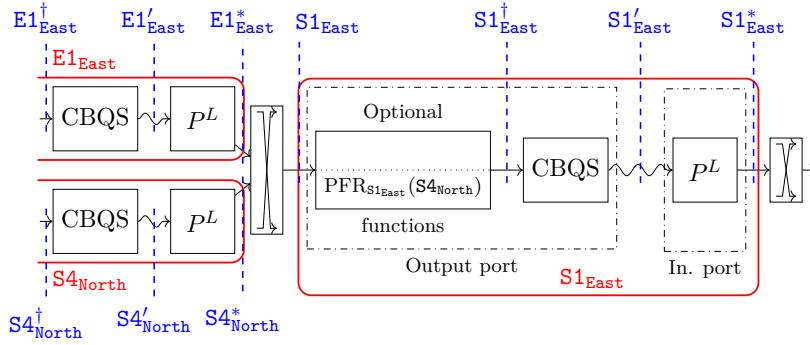 E1†East E1′East E1*East S1East S1†East S1′East S1*East
E1East
Optional
CBQS P^L
CBQS P^L
PFR_S1East(S4North)
CBQS P^L
functions
Output port
In. port
S4North
S1East
S4†North S4′North S4*North